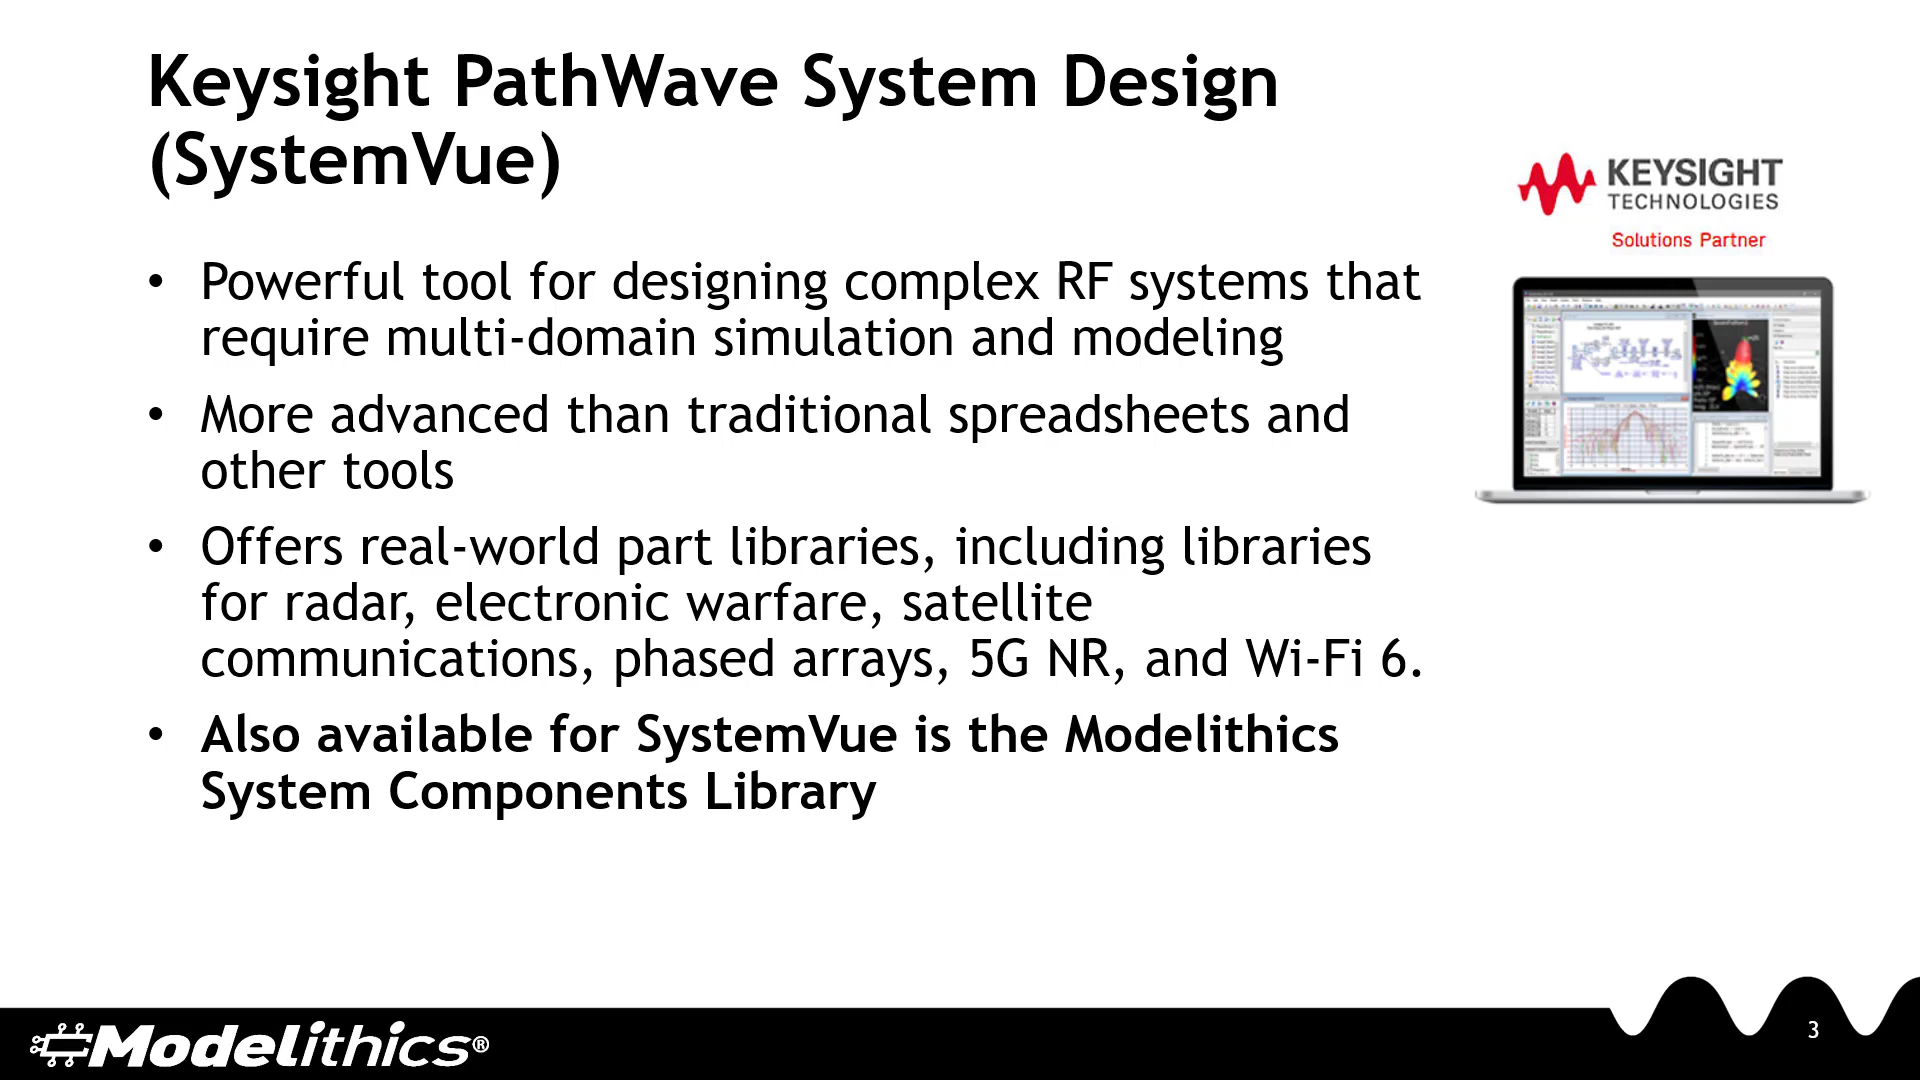 Keysight PathWave System Design
(SystemVue)
KEYSIGHT
TECHNOLOGIES
Solutions Partner
• Powerful tool for designing complex RF systems that
require multi-domain simulation and modeling
• More advanced than traditional spreadsheets and
other tools
• Offers real-world part libraries, including libraries
for radar, electronic warfare, satellite
communications, phased arrays, 5G NR, and Wi-Fi 6.
• Also available for SystemVue is the Modelithics
System Components Library
Modelithics®
3